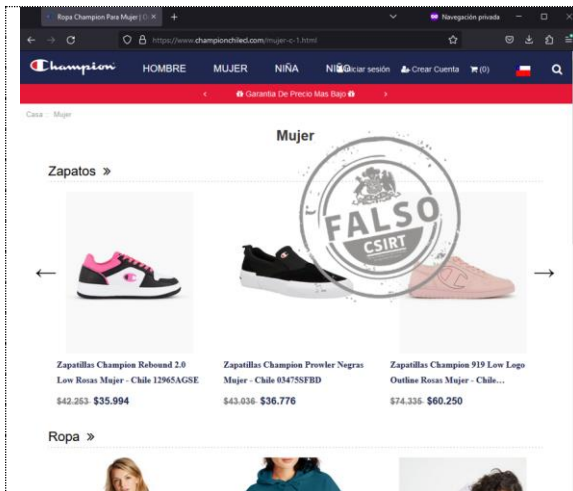 Ropa Champion Para Mujer | O
Navegación privada
https://www.championchiled.com/mujer-c-1.html
Champion HOMBRE MUJER NIÑA NIÑO Iniciar sesión Crear Cuenta (0)
Garantía De Precio Mas Bajo
Casa :: Mujer
Mujer
Zapatos »
FALSO
CSIRT
Zapatillas Champion Rebound 2.0
Low Rosas Mujer - Chile 12965AGSE
$42.253 $35.994
Zapatillas Champion Prowler Negras
Mujer - Chile 03475SFBD
$43.036 $36.776
Zapatillas Champion 919 Low Logo
Outline Rosas Mujer - Chile…
$74.335 $60.250
Ropa »